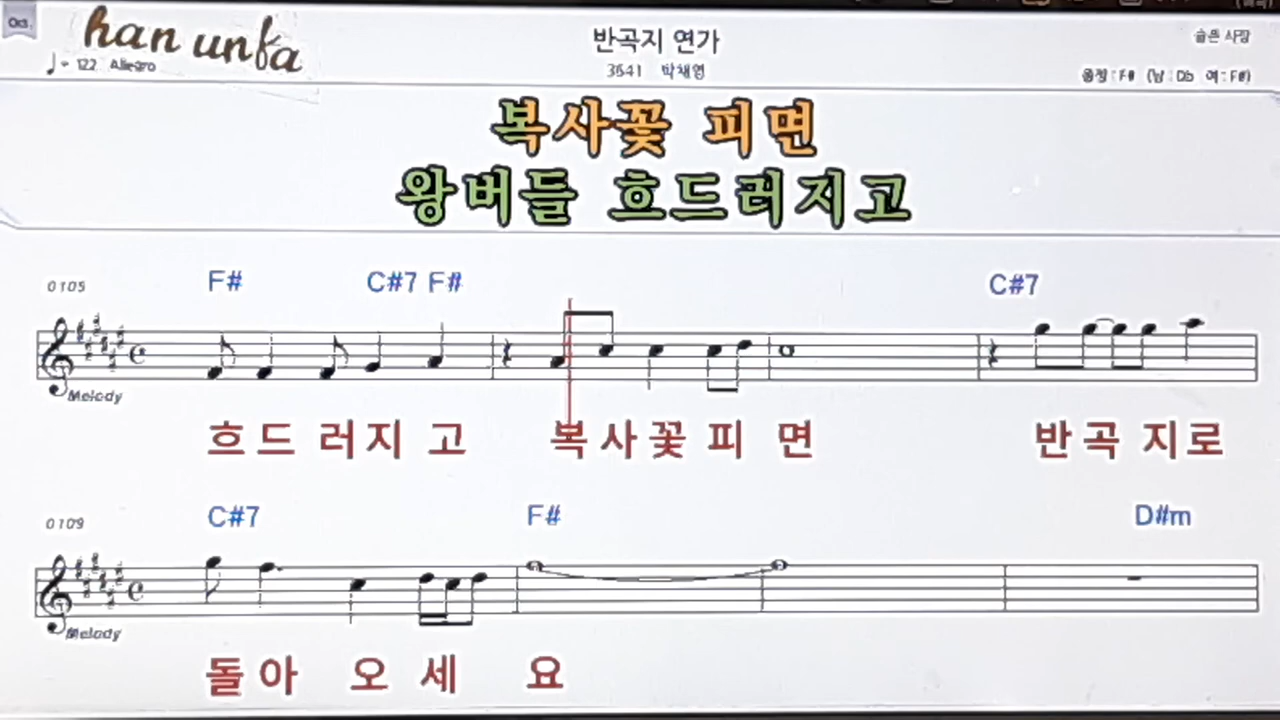 Oct.
han unfa
반곡지 연가
슬픈 사랑
♩= 122 Allegro
3641 박채영
음정 : F# (남 : Db 여 : F#)
복사꽃 피면
왕버들 흐드러지고
0105 F# C#7 F# C#7
Melody
흐드 러지 고 복사꽃 피 면 반곡 지로
0109 C#7 F# D#m
Melody
돌아 오 세 요